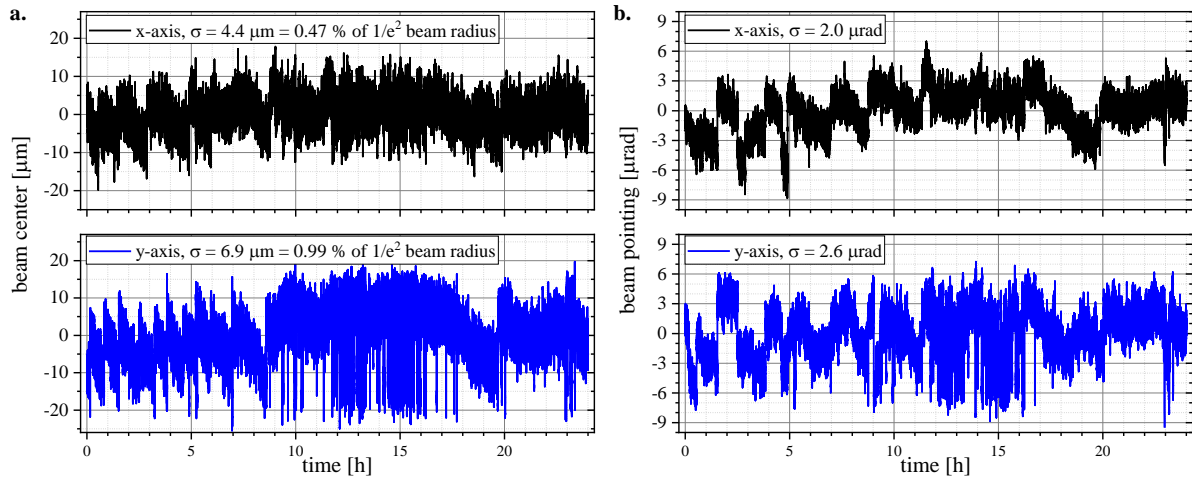 a.
beam center [μm]
20
10
0
-10
-20
x-axis, σ = 4.4 μm = 0.47 % of 1/e² beam radius
20
10
0
-10
-20
y-axis, σ = 6.9 μm = 0.99 % of 1/e² beam radius
0 5 10 15 20
time [h]
b.
beam pointing [μrad]
9
6
3
0
-3
-6
-9
x-axis, σ = 2.0 μrad
9
6
3
0
-3
-6
-9
y-axis, σ = 2.6 μrad
0 5 10 15 20
time [h]